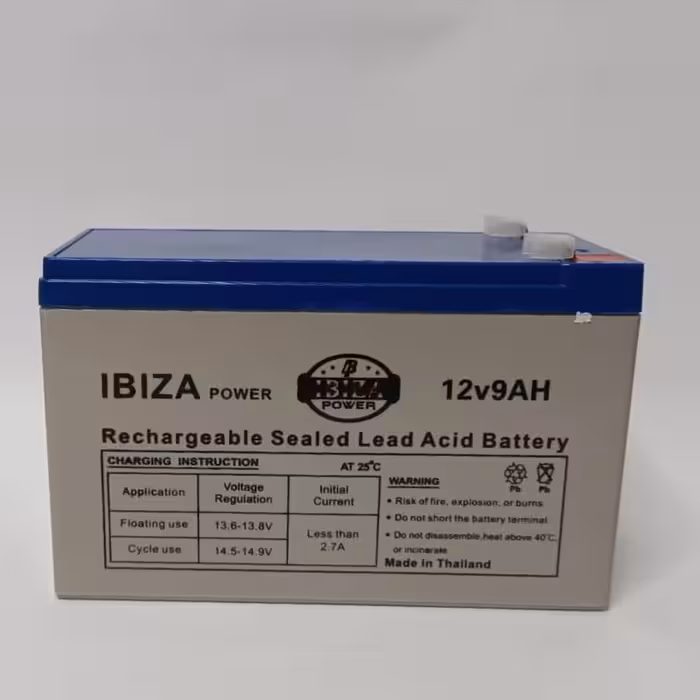 IBIZA POWER
POWER
12v9AH
Rechargeable Sealed Lead Acid Battery
CHARGING INSTRUCTION AT 25°C
Application Voltage Regulation Initial Current
Floating use 13.6-13.8V Less than 2.7A
Cycle use 14.5-14.9V
WARNING
Pb Pb
• Risk of fire, explosion, or burns
• Do not short the battery terminal
• Do not disassemble, heat above 40°C,
or incinerate
Made in Thailand